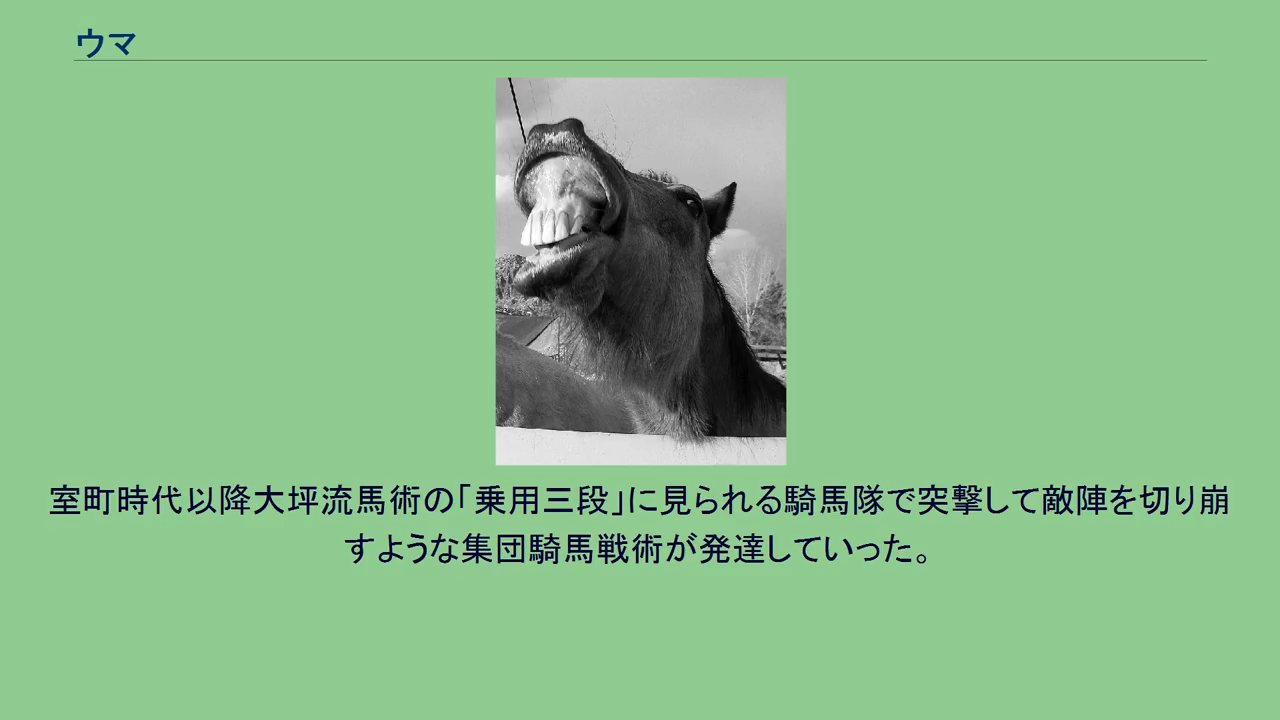 ウマ
室町時代以降大坪流馬術の「乗用三段」に見られる騎馬隊で突撃して敵陣を切り崩
すような集団騎馬戦術が発達していった。